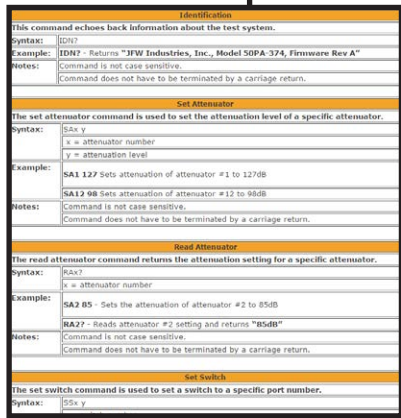 Identification
This command echoes back information about the test system.
Syntax: IDN?
Example: IDN? - Returns "JFW Industries, Inc., Model 50PA-374, Firmware Rev A"
Notes: Command is not case sensitive.
Command does not have to be terminated by a carriage return.
Set Attenuator
The set attenuator command is used to set the attenuation level of a specific attenuator.
Syntax: SAx y
x = attenuator number
y = attenuation level
Example:
SA1 127 Sets attenuation of attenuator #1 to 127dB
SA12 98 Sets attenuation of attenuator #12 to 98dB
Notes: Command is not case sensitive.
Command does not have to be terminated by a carriage return.
Read Attenuator
The read attenuator command returns the attenuation setting for a specific attenuator.
Syntax: RAx?
x = attenuator number
Example:
SA2 85 - Sets the attenuation of attenuator #2 to 85dB
RA2? - Reads attenuator #2 setting and returns "85dB"
Notes: Command is not case sensitive.
Command does not have to be terminated by a carriage return.
Set Switch
The set switch command is used to set a switch to a specific port number.
Syntax: SSx y